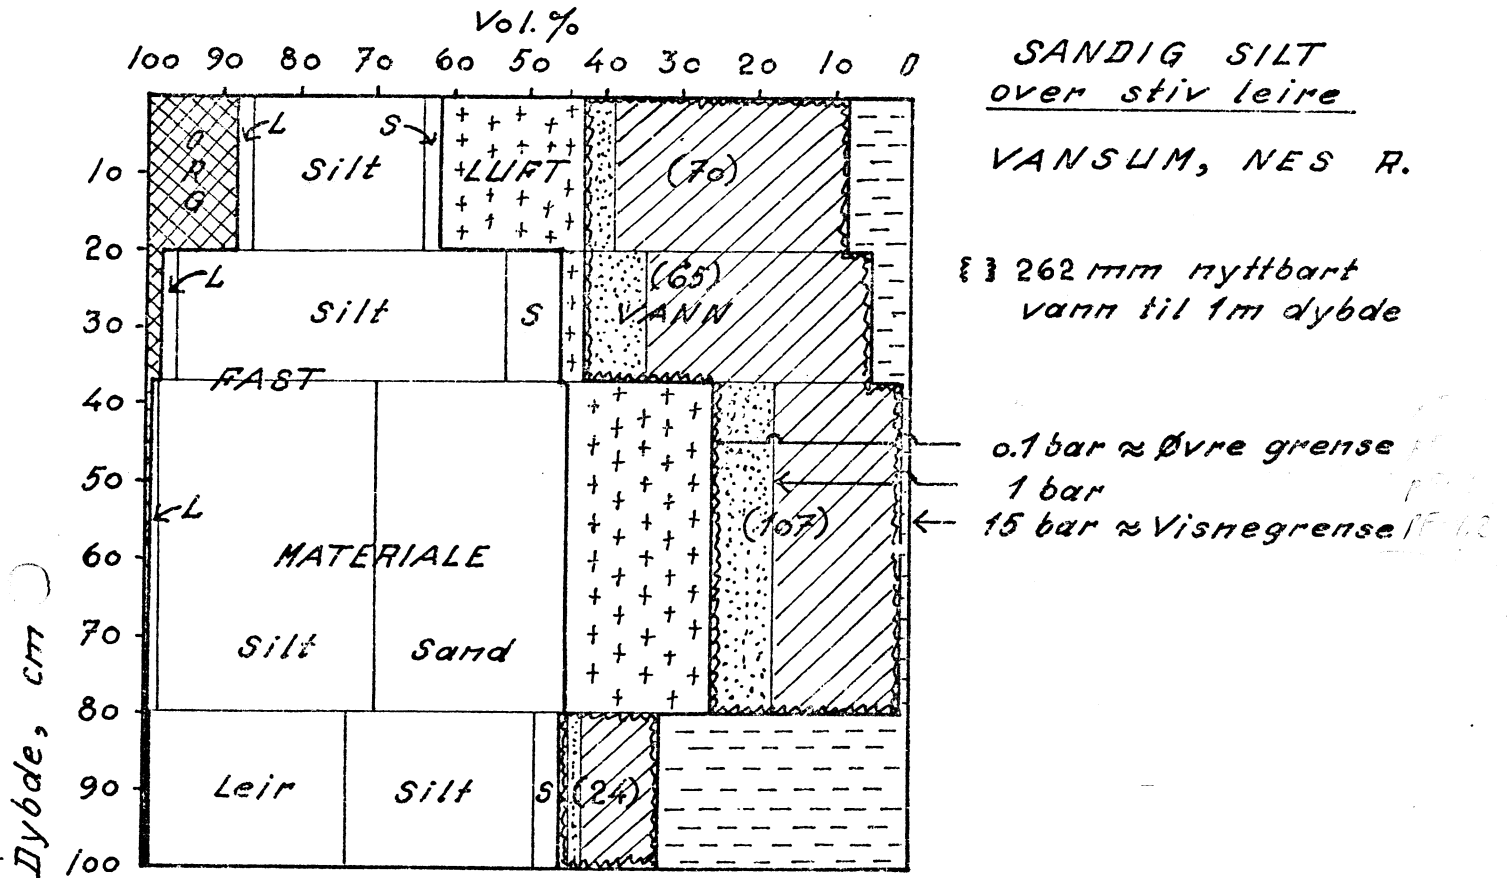 Vol.%
100 90 80 70 60 50 40 30 20 10 0
SANDIG SILT
over stiv leire
VANSUM, NES R.
262 mm nyttbart
vann til 1m dybde
0.1 bar ≈ Øvre grense
1 bar
15 bar ≈ Visnegrense
Dybde, cm
10
20
30
40
50
60
70
80
90
100
ORG
L
Silt
S
LUFT
(70)
L
Silt
S
(65)
VANN
FAST
L
MATERIALE
Silt
Sand
(107)
Leir
Silt
S
(24)